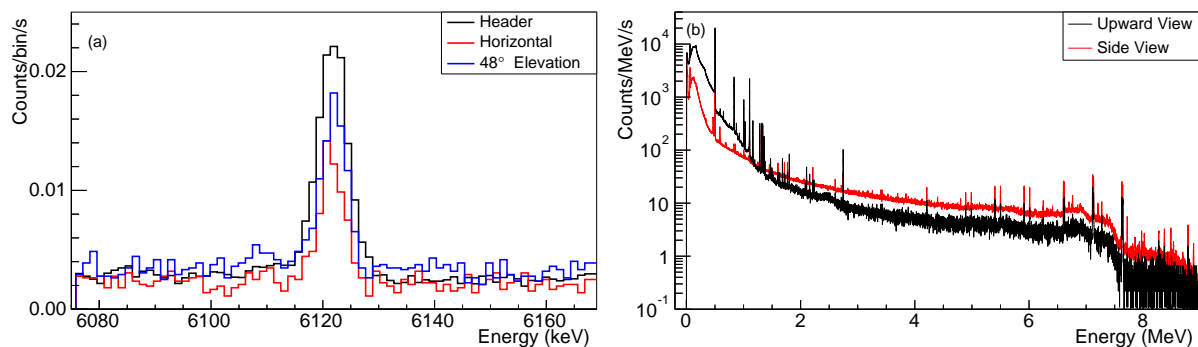 (a)
Header
Horizontal
48° Elevation
Counts/bin/s
0.02
0.01
0.00
6080
6100
6120
6140
6160
Energy (keV)
(b)
Upward View
Side View
Counts/MeV/s
10^4
10^3
10^2
10
1
10^-1
0
2
4
6
8
Energy (MeV)